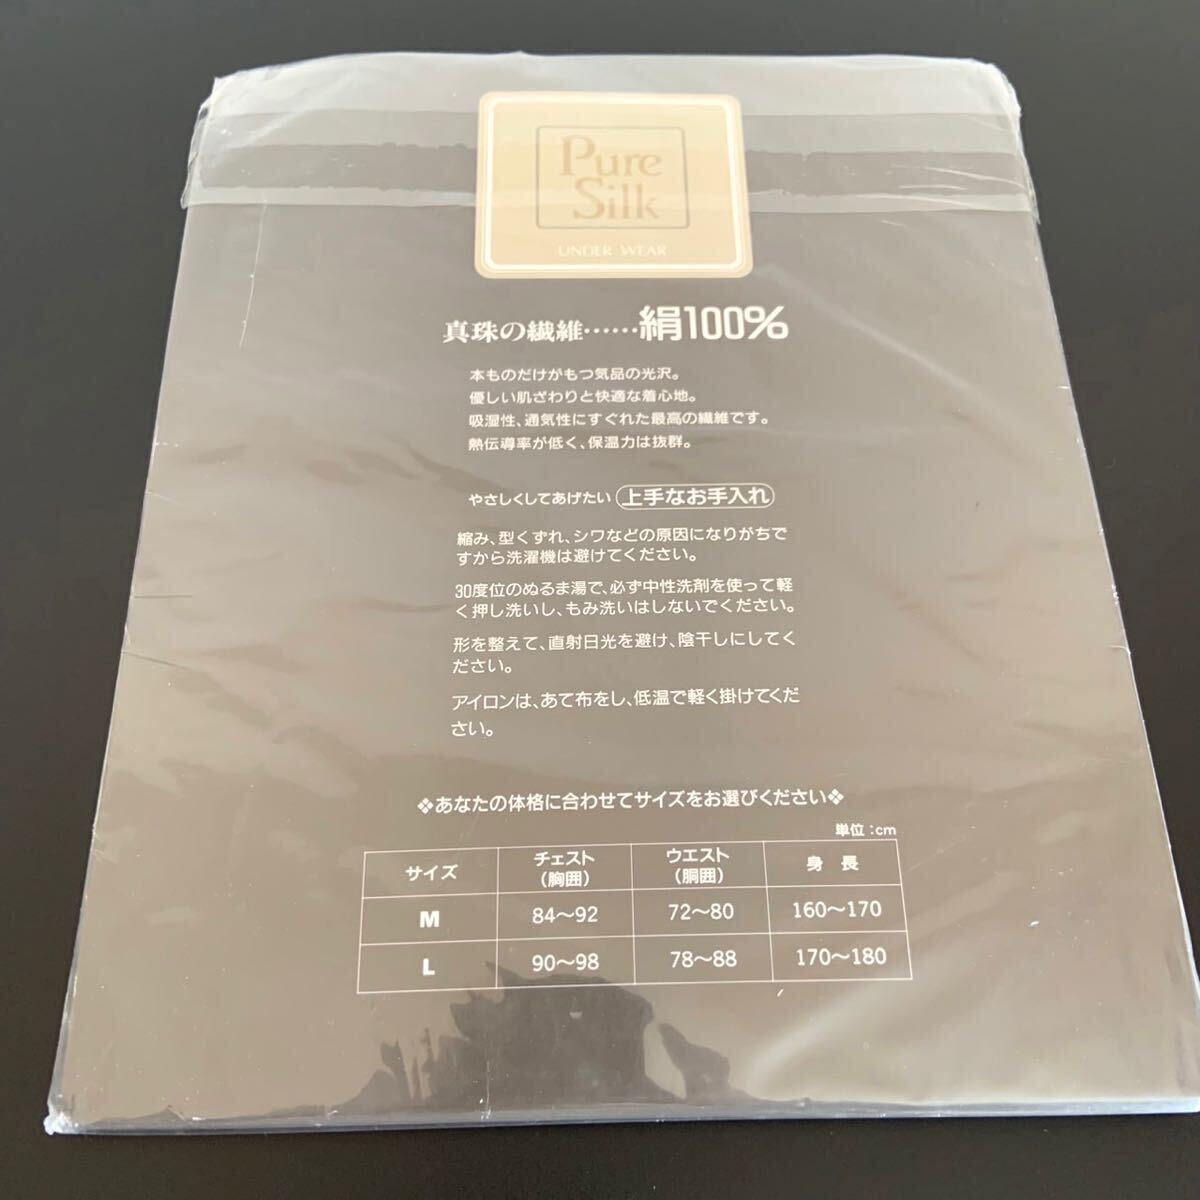 Pure
Silk
UNDER WEAR
真珠の繊維……絹100%
本ものだけがもつ気品の光沢。
優しい肌ざわりと快適な着心地。
吸湿性、通気性にすぐれた最高の繊維です。
熱伝導率が低く、保温力は抜群。
やさしくしてあげたい 上手なお手入れ
縮み、型くずれ、シワなどの原因になりがちで
すから洗濯機は避けてください。
30度位のぬるま湯で、必ず中性洗剤を使って軽
く押し洗いし、もみ洗いはしないでください。
形を整えて、直射日光を避け、陰干しにしてく
ださい。
アイロンは、あて布をし、低温で軽く掛けてくだ
さい。
❖あなたの体格に合わせてサイズをお選びください❖
単位:cm
サイズ チェスト(胸囲) ウエスト(胴囲) 身長
M 84〜92 72〜80 160〜170
L 90〜98 78〜88 170〜180